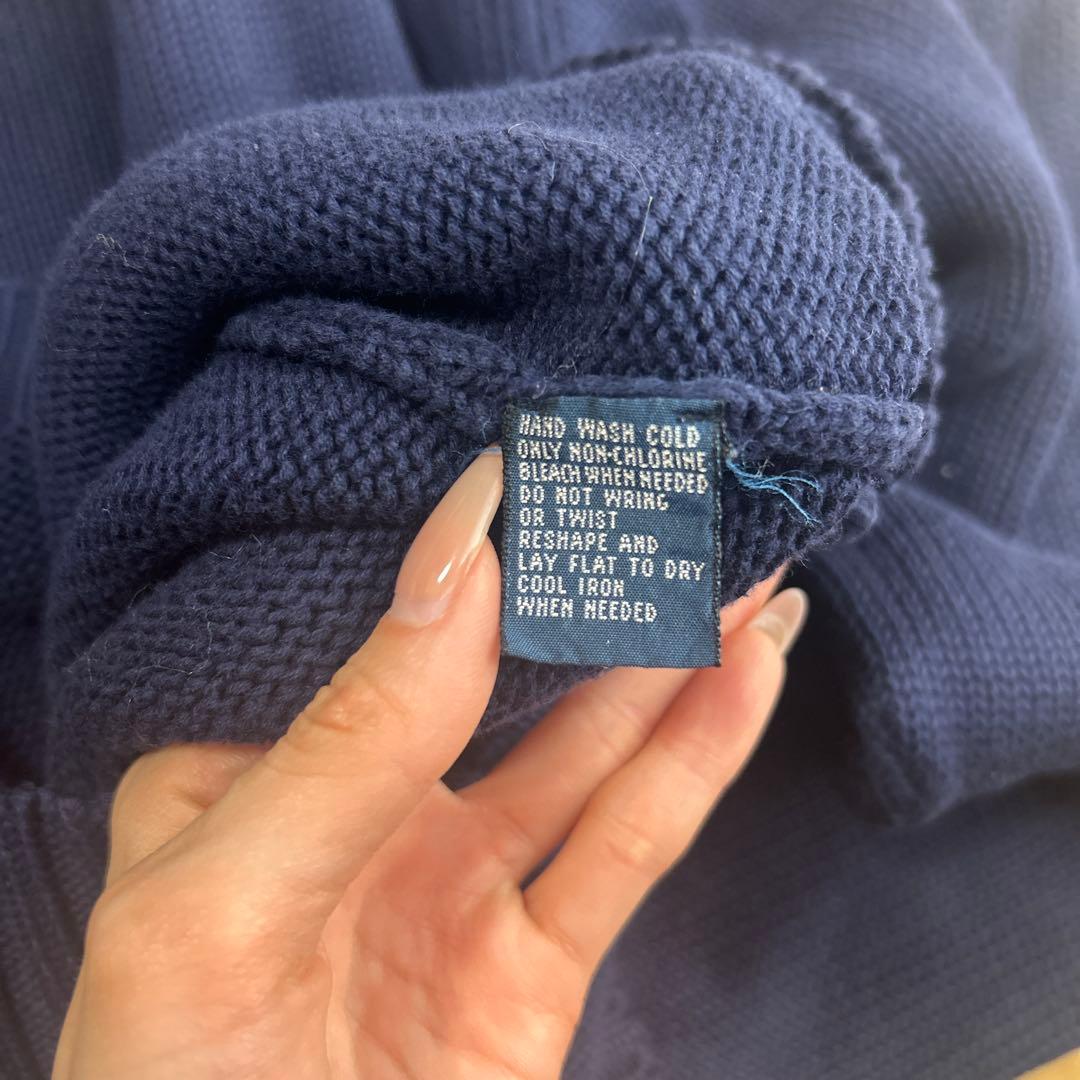 HAND WASH COLD
ONLY NON-CHLORINE
BLEACH WHEN NEEDED
DO NOT WRING
OR TWIST
RESHAPE AND
LAY FLAT TO DRY
COOL IRON
WHEN NEEDED